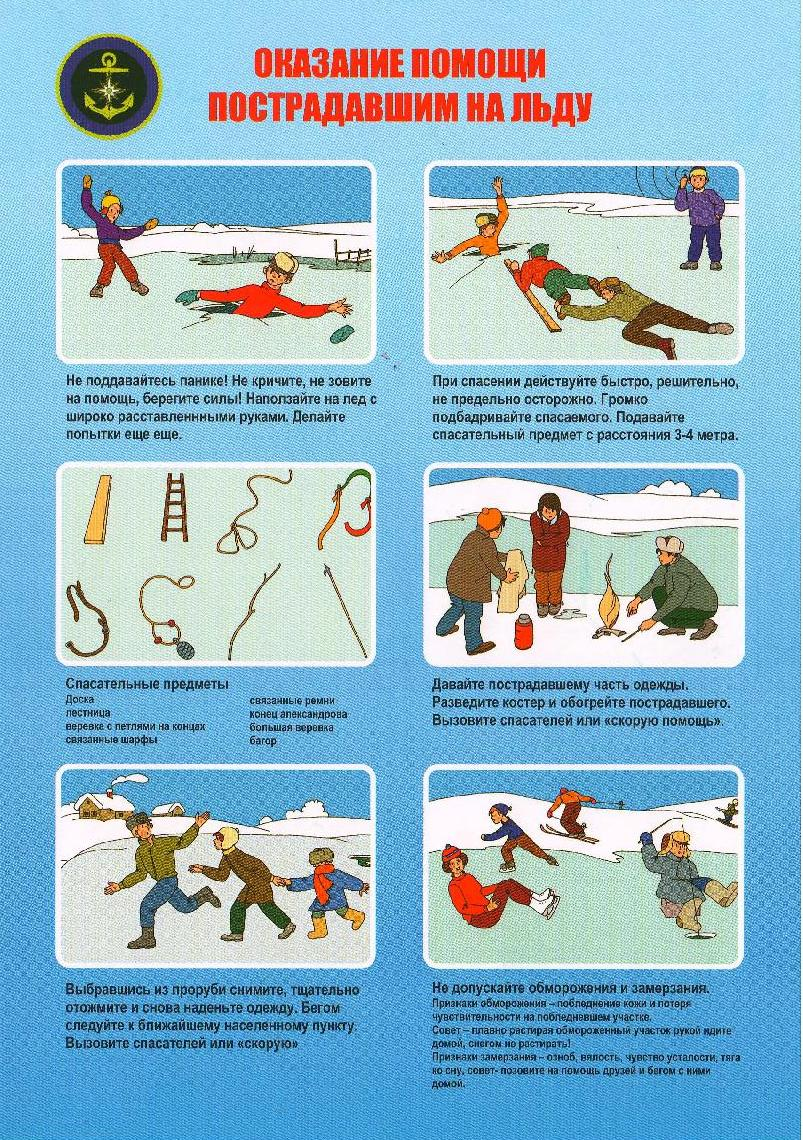 ОКАЗАНИЕ ПОМОЩИ
ПОСТРАДАВШИМ НА ЛЬДУ
Не поддавайтесь панике! Не кричите, не зовите
на помощь, берегите силы! Наползайте на лед с
широко расставленнными руками. Делайте
попытки еще еще.
При спасении действуйте быстро, решительно,
не предельно осторожно. Громко
подбадривайте спасаемого. Подавайте
спасательный предмет с расстояния 3-4 метра.
Спасательные предметы
Доска
лестница
веревка с петлями на концах
связанные шарфы
связанные ремни
конец александрова
большая веревка
багор
Давайте пострадавшему часть одежды.
Разведите костер и обогрейте пострадавшего.
Вызовите спасателей или «скорую помощь».
Выбравшись из проруби снимите, тщательно
отожмите и снова наденьте одежду. Бегом
следуйте к ближайшему населенному пункту.
Вызовите спасателей или «скорую»
Не допускайте обморожения и замерзания.
Признаки обморожения – побледнение кожи и потеря
чувствительности на побледневшем участке.
Совет – плавно растирая обмороженный участок рукой идите
домой, снегом не растирать!
Признаки замерзания – озноб, вялость, чувство усталости, тяга
ко сну, совет- позовите на помощь друзей и бегом с ними
домой.